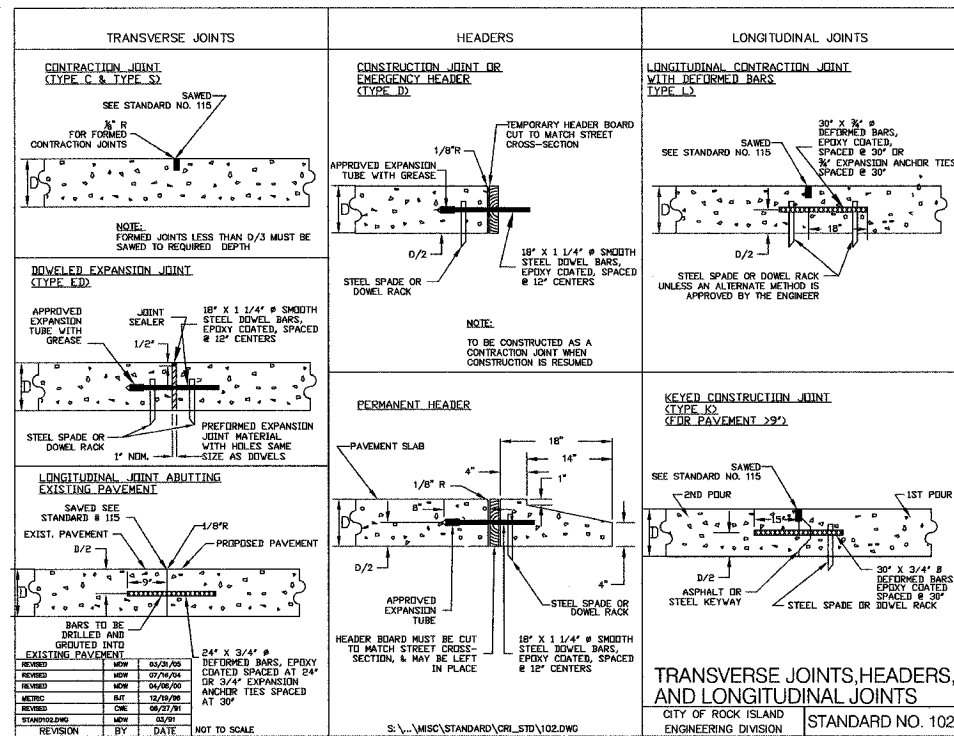 TRANSVERSE JOINTS
CONTRACTION JOINT
(TYPE C & TYPE S)
SAWED
SEE STANDARD NO. 115
R
FOR FORMED
CONTRACTION JOINTS
D
NOTE:
FORMED JOINTS LESS THAN D/3 MUST BE
SAWED TO REQUIRED DEPTH
DOWELED EXPANSION JOINT
(TYPE ED)
APPROVED
EXPANSION
TUBE WITH
GREASE
JOINT
SEALER
1/2"
18" X 1 1/4" ø SMOOTH
STEEL DOWEL BARS,
EPOXY COATED, SPACED
@ 12" CENTERS
D
STEEL SPADE OR
DOWEL RACK
1" NOM.
PREFORMED EXPANSION
JOINT MATERIAL
WITH HOLES SAME
SIZE AS DOWELS
LONGITUDINAL JOINT ABUTTING
EXISTING PAVEMENT
SAWED SEE
STANDARD # 115
1/8"R
EXIST. PAVEMENT
PROPOSED PAVEMENT
D/2
9"
BARS TO BE
DRILLED AND
GROUTED INTO
EXISTING PAVEMENT
24" X 3/4" ø
DEFORMED BARS, EPOXY
COATED SPACED AT 24"
OR 3/4" EXPANSION
ANCHOR TIES SPACED
AT 30"
REVISED MDW 03/31/05
REVISED MDW 07/16/04
REVISED MDW 04/06/00
METRIC BJT 12/19/96
REVISED CWE 06/27/91
STAND102.DWG MDW 03/91
REVISION BY DATE
NOT TO SCALE
HEADERS
CONSTRUCTION JOINT OR
EMERGENCY HEADER
(TYPE D)
TEMPORARY HEADER BOARD
CUT TO MATCH STREET
CROSS-SECTION
1/8"R
APPROVED EXPANSION
TUBE WITH GREASE
D
D/2
STEEL SPADE OR
DOWEL RACK
18" X 1 1/4" ø SMOOTH
STEEL DOWEL BARS,
EPOXY COATED, SPACED
@ 12" CENTERS
NOTE:
TO BE CONSTRUCTED AS A
CONTRACTION JOINT WHEN
CONSTRUCTION IS RESUMED
PERMANENT HEADER
PAVEMENT SLAB
18"
14"
4"
1"
1/8" R
8"
D
D/2
4"
APPROVED
EXPANSION
TUBE
STEEL SPADE OR
DOWEL RACK
HEADER BOARD MUST BE CUT
TO MATCH STREET CROSS-
SECTION, & MAY BE LEFT
IN PLACE
18" X 1 1/4" ø SMOOTH
STEEL DOWEL BARS,
EPOXY COATED, SPACED
@ 12" CENTERS
S:\...\MISC\STANDARD\CRI_STD\102.DWG
LONGITUDINAL JOINTS
LONGITUDINAL CONTRACTION JOINT
WITH DEFORMED BARS
TYPE L)
SAWED
SEE STANDARD NO. 115
30" X ¾" ø
DEFORMED BARS,
EPOXY COATED,
SPACED @ 30" OR
¾" EXPANSION ANCHOR TIES
SPACED @ 30"
D
18"
D/2
STEEL SPADE OR DOWEL RACK
UNLESS AN ALTERNATE METHOD IS
APPROVED BY THE ENGINEER
KEYED CONSTRUCTION JOINT
(TYPE K)
(FOR PAVEMENT >9")
SAWED
SEE STANDARD NO. 115
2ND POUR
1ST POUR
15"
D
D/2
ASPHALT OR
STEEL KEYWAY
30" X 3/4" ø
DEFORMED BARS
EPOXY COATED
SPACED @ 30"
STEEL SPADE OR DOWEL RACK
TRANSVERSE JOINTS,HEADERS,
AND LONGITUDINAL JOINTS
CITY OF ROCK ISLAND
ENGINEERING DIVISION
STANDARD NO. 102